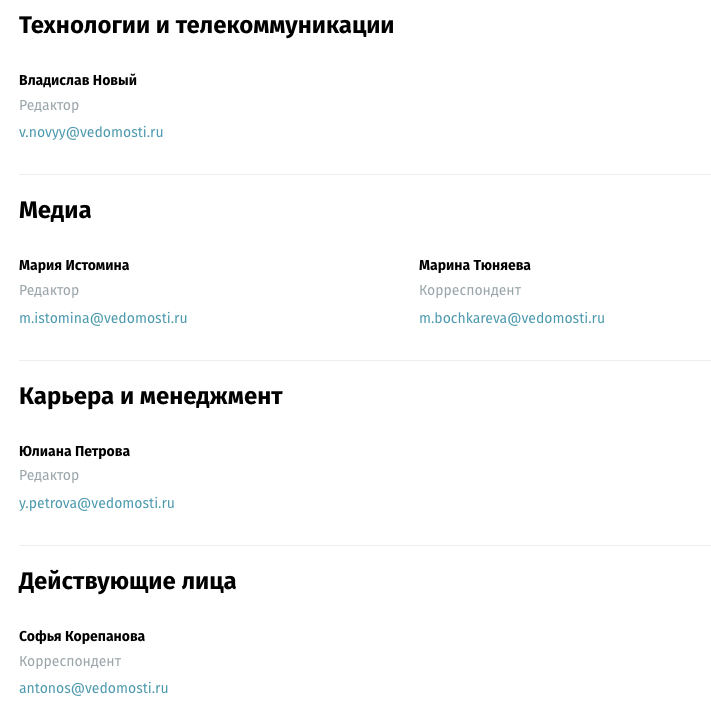 Технологии и телекоммуникации
Владислав Новый
Редактор
v.novyy@vedomosti.ru
Медиа
Мария Истомина
Редактор
m.istomina@vedomosti.ru
Марина Тюняева
Корреспондент
m.bochkareva@vedomosti.ru
Карьера и менеджмент
Юлиана Петрова
Редактор
y.petrova@vedomosti.ru
Действующие лица
Софья Корепанова
Корреспондент
antonos@vedomosti.ru